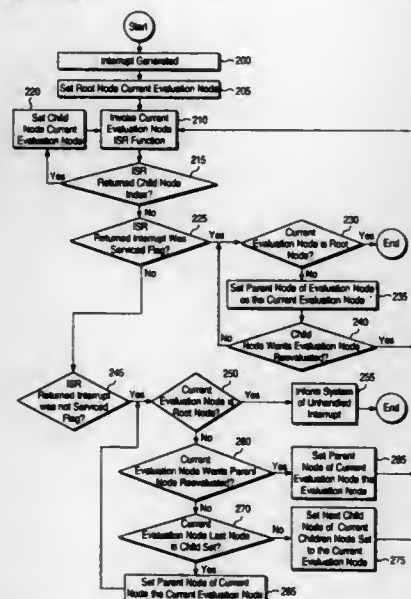 Start
Interrupt Generated
200
Set Root Node Current Evaluation Node
205
220
Set Child
Node Current
Evaluation Node
210
Invoke Current
Evaluation Node
ISR Function
215
ISR
Returned Child Node
Index?
Yes
No
225
ISR
Returned Interrupt Was
Serviced Flag?
Yes
No
230
Current
Evaluation Node is Root
Node?
Yes
End
No
Set Parent Node of Evaluation Node
as the Current Evaluation Node
235
240
Child
Node Wants Evaluation Node
Reevaluated?
No
Yes
245
ISR
Returned Interrupt
was not Serviced
Flag?
Yes
250
Current
Evaluation Node is
Root Node?
Yes
255
Inform System
of Unhandled
Interrupt
End
No
260
Current
Evaluation Node Wants Parent
Node Reevaluated?
Yes
265
Set Parent
Node of Current
Evaluation Node the
Evaluation Node
No
270
Current
Evaluation Node Last Node
in Child Set?
No
Set Next Child
Node of Current
Children Node Set
to the Current
Evaluation Node
275
Yes
Set Parent Node of Current
Node the Current Evaluation Node